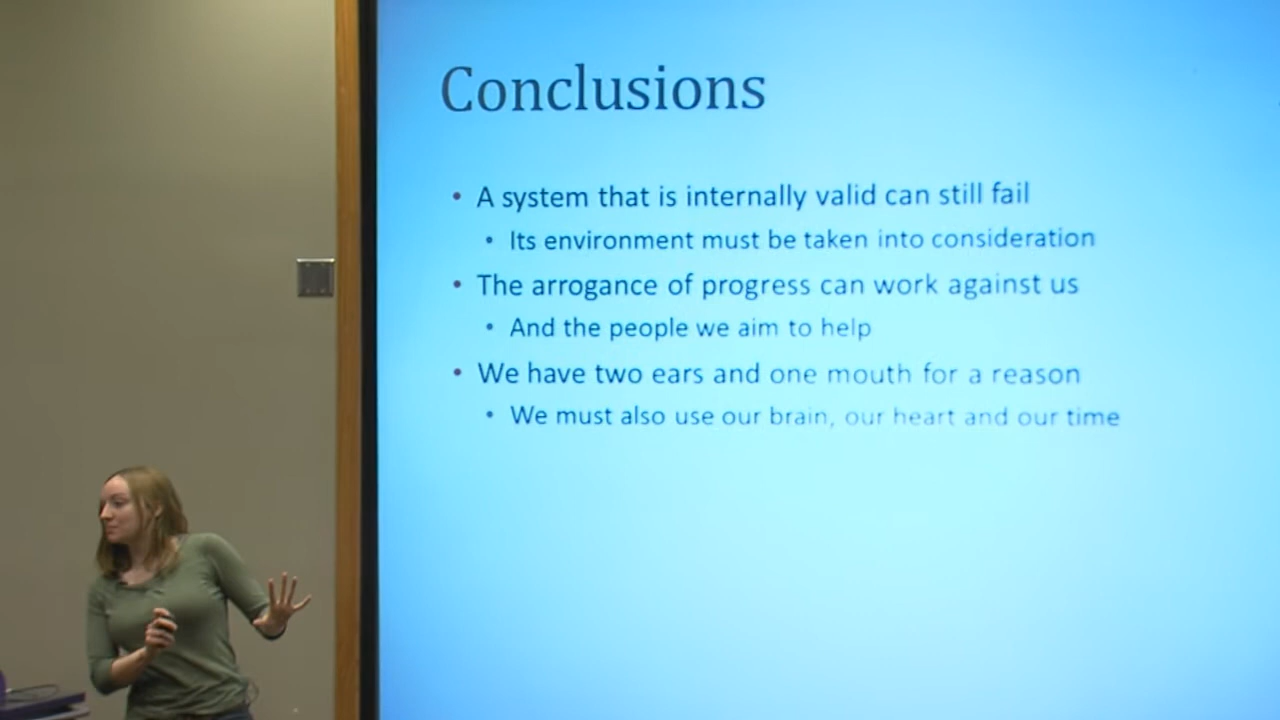 Conclusions
• A system that is internally valid can still fail
• Its environment must be taken into consideration
• The arrogance of progress can work against us
• And the people we aim to help
• We have two ears and one mouth for a reason
• We must also use our brain, our heart and our time